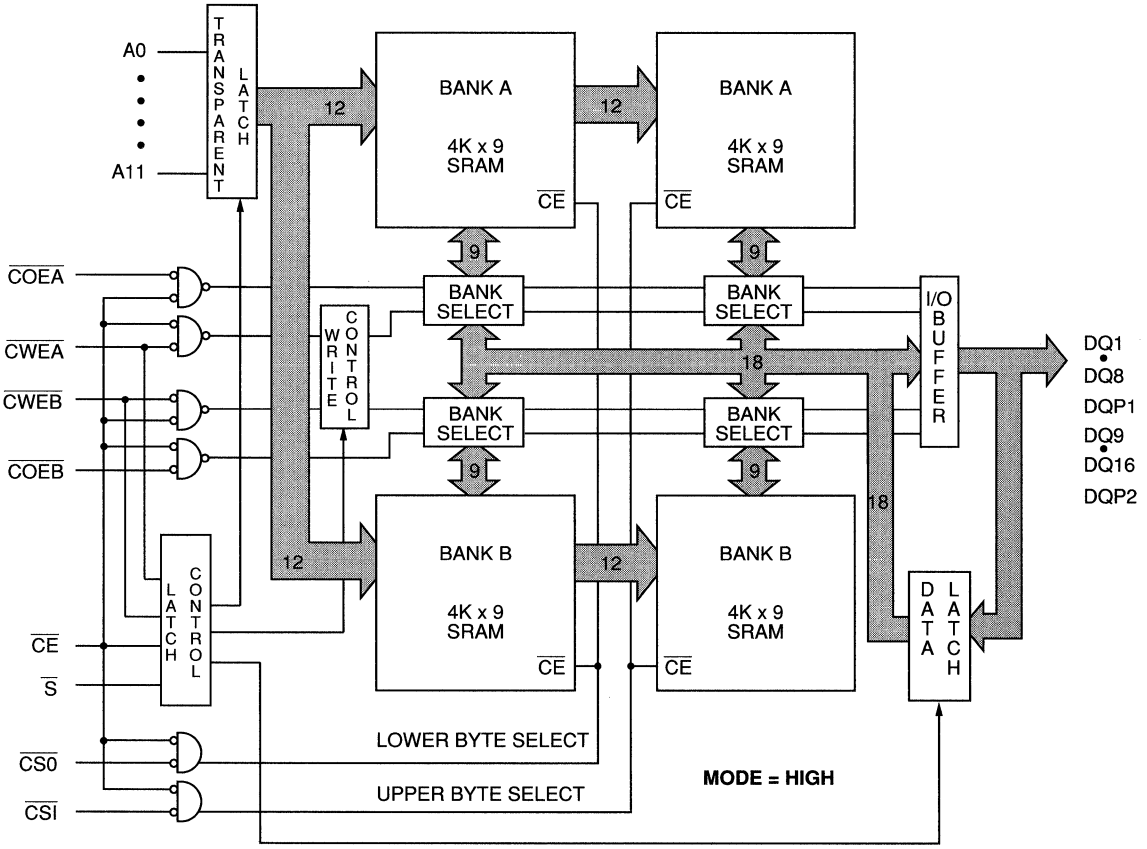 A0
A11
TRANSPARENT
LATCH
12
BANK A
4K x 9
SRAM
CE
12
BANK A
4K x 9
SRAM
CE
9
9
COEA
CWEA
CWEB
COEB
BANK
SELECT
BANK
SELECT
WRITE
CONTROL
18
I/O
BUFFER
BANK
SELECT
BANK
SELECT
9
9
DQ1
DQ8
DQP1
DQ9
DQ16
DQP2
18
12
BANK B
4K x 9
SRAM
CE
12
BANK B
4K x 9
SRAM
CE
LATCH
CONTROL
DATA
LATCH
CE
S
CS0
CSI
LOWER BYTE SELECT
UPPER BYTE SELECT
MODE = HIGH